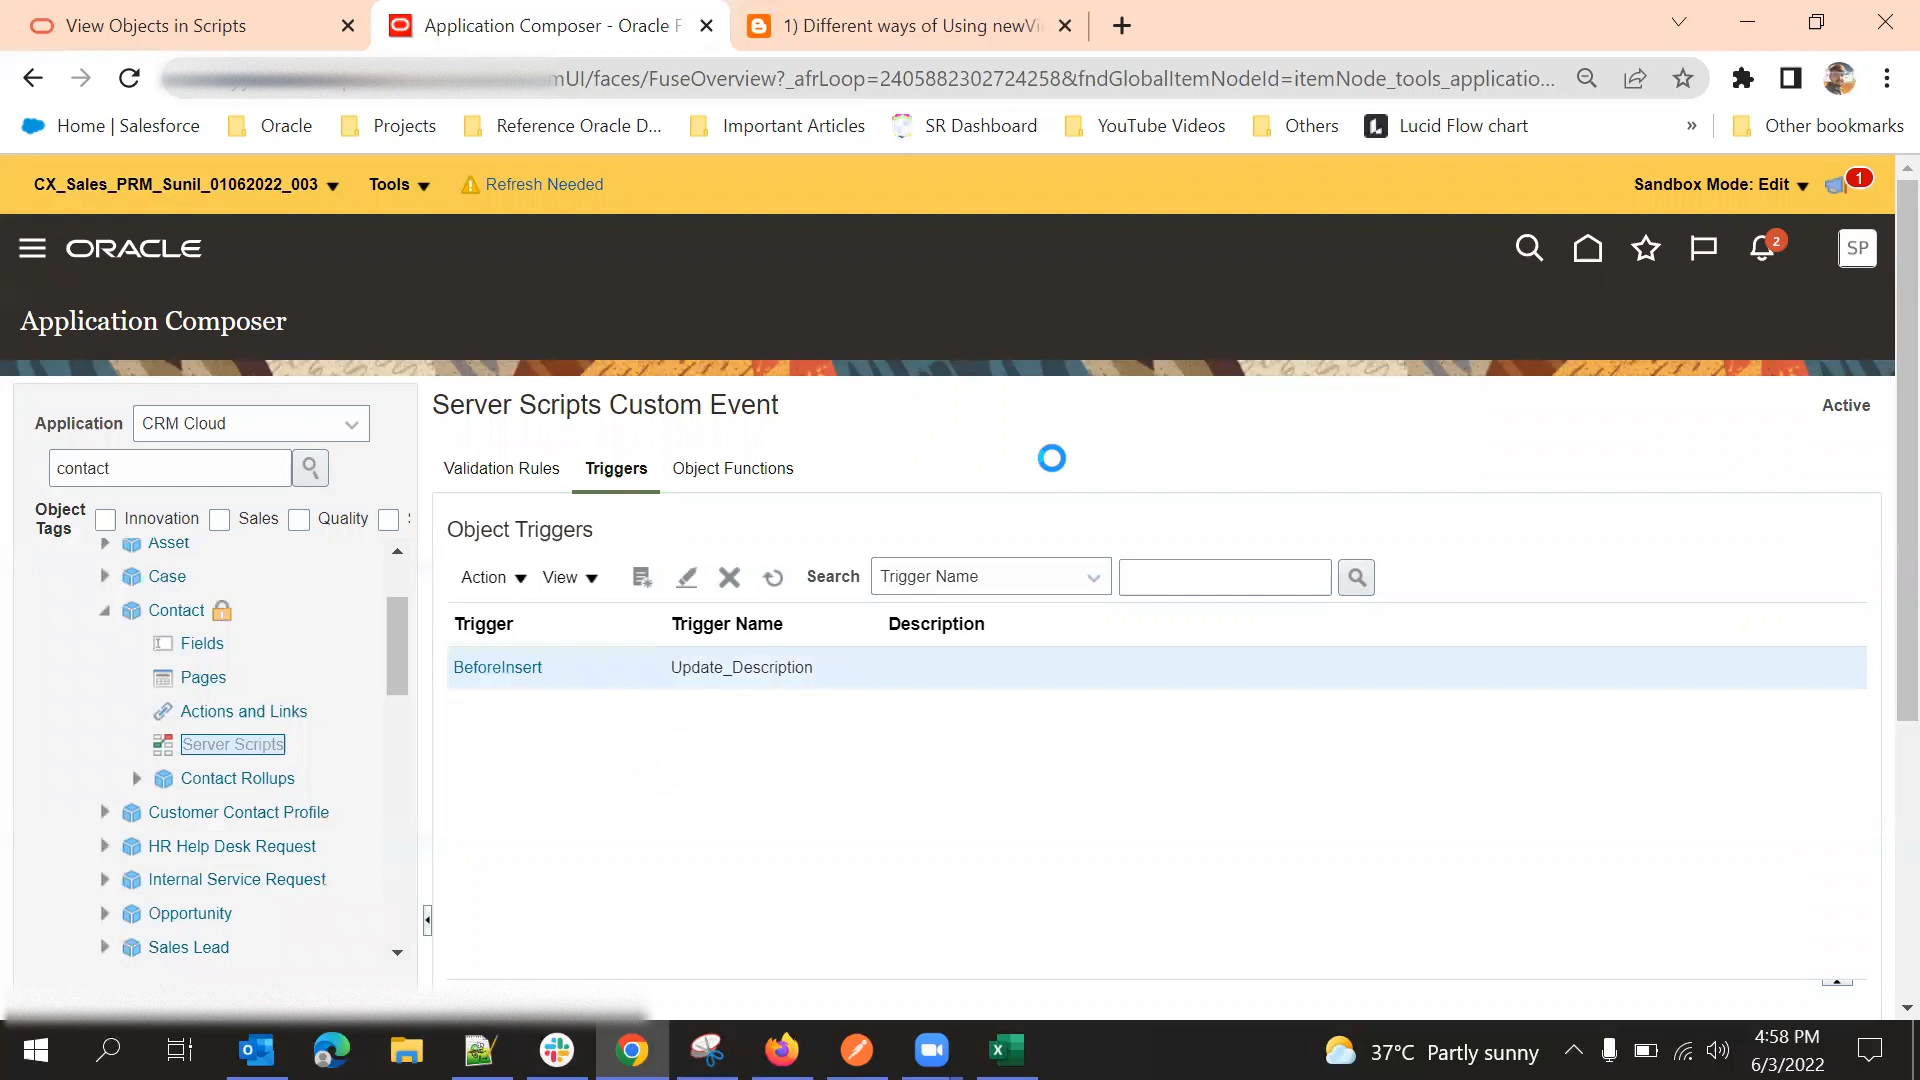 View Objects in Scripts
Application Composer - Oracle F
1) Different ways of Using newVi
mUI/faces/FuseOverview?_afrLoop=2405882302724258&fndGlobalItemNodeId=itemNode_tools_applicatio...
Home | Salesforce
Oracle
Projects
Reference Oracle D...
Important Articles
SR Dashboard
YouTube Videos
Others
Lucid Flow chart
»
Other bookmarks
CX_Sales_PRM_Sunil_01062022_003
Tools
Refresh Needed
Sandbox Mode: Edit
1
ORACLE
2
SP
Application Composer
Application
CRM Cloud
contact
Object Tags
Innovation
Sales
Quality
Asset
Case
Contact
Fields
Pages
Actions and Links
Server Scripts
Contact Rollups
Customer Contact Profile
HR Help Desk Request
Internal Service Request
Opportunity
Sales Lead
Server Scripts Custom Event
Active
Validation Rules
Triggers
Object Functions
Object Triggers
Action
View
Search
Trigger Name
Trigger
Trigger Name
Description
BeforeInsert
Update_Description
37°C Partly sunny
4:58 PM
6/3/2022